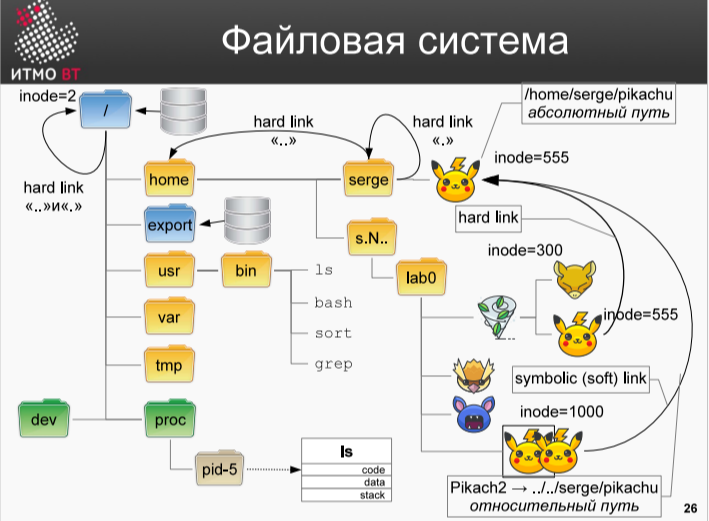 Файловая система
ИТМО ВТ
inode=2
/
hard link
«..»и«.»
hard link
«..»
hard link
«.»
/home/serge/pikachu
абсолютный путь
inode=555
home
serge
hard link
export
s.N..
inode=300
usr
bin
ls
bash
sort
grep
lab0
inode=555
var
tmp
symbolic (soft) link
inode=1000
dev
proc
pid-5
ls
code
data
stack
Pikach2 → ../../serge/pikachu
относительный путь
26